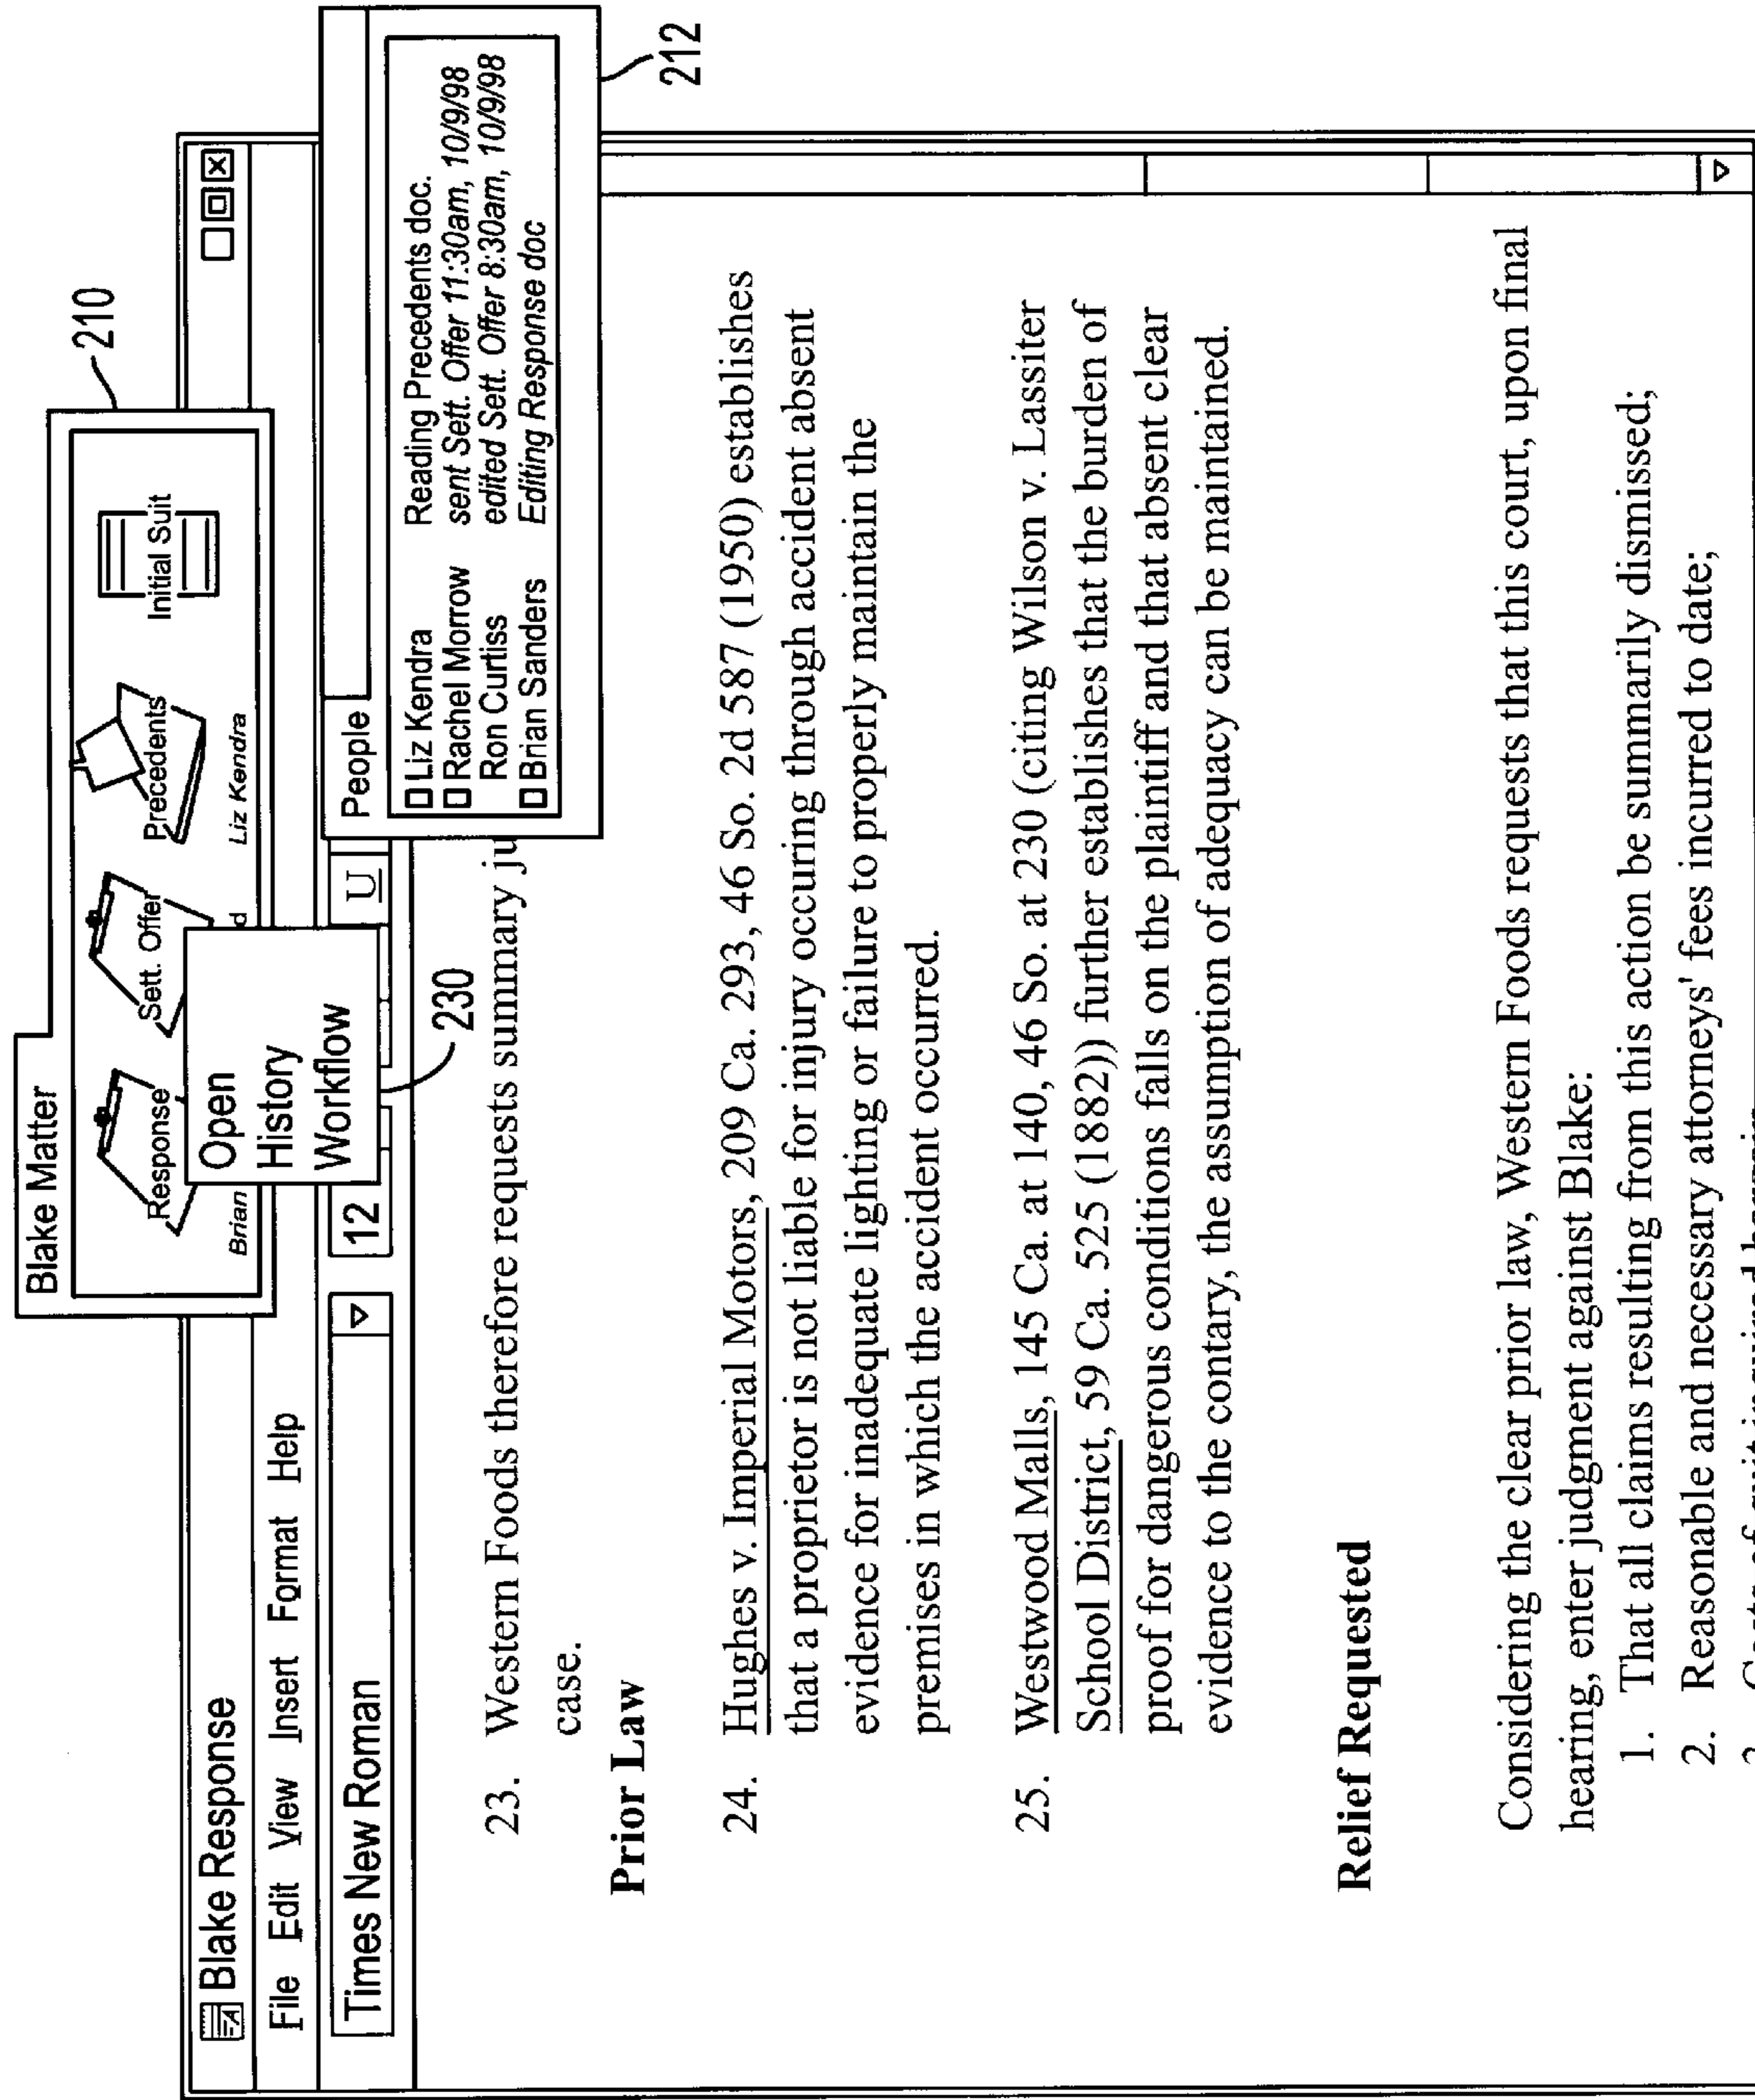 Blake Matter
210
Response
Sett. Offer
Precedents
Initial Suit
Brian
d
Liz Kendra
Open
History
Workflow
230
Blake Response
File Edit View Insert Format Help
Times New Roman
12
U
People
Liz Kendra Reading Precedents doc.
Rachel Morrow sent Sett. Offer 11:30am, 10/9/98
Ron Curtiss edited Sett. Offer 8:30am, 10/9/98
Brian Sanders Editing Response doc
212
23. Western Foods therefore requests summary ju
case.
Prior Law
24. Hughes v. Imperial Motors, 209 Ca. 293, 46 So. 2d 587 (1950) establishes
that a proprietor is not liable for injury occuring through accident absent
evidence for inadequate lighting or failure to properly maintain the
premises in which the accident occurred.
25. Westwood Malls, 145 Ca. at 140, 46 So. at 230 (citing Wilson v. Lassiter
School District, 59 Ca. 525 (1882)) further establishes that the burden of
proof for dangerous conditions falls on the plaintiff and that absent clear
evidence to the contary, the assumption of adequacy can be maintained.
Relief Requested
Considering the clear prior law, Western Foods requests that this court, upon final
hearing, enter judgment against Blake:
1. That all claims resulting from this action be summarily dismissed;
2. Reasonable and necessary attorneys' fees incurred to date;